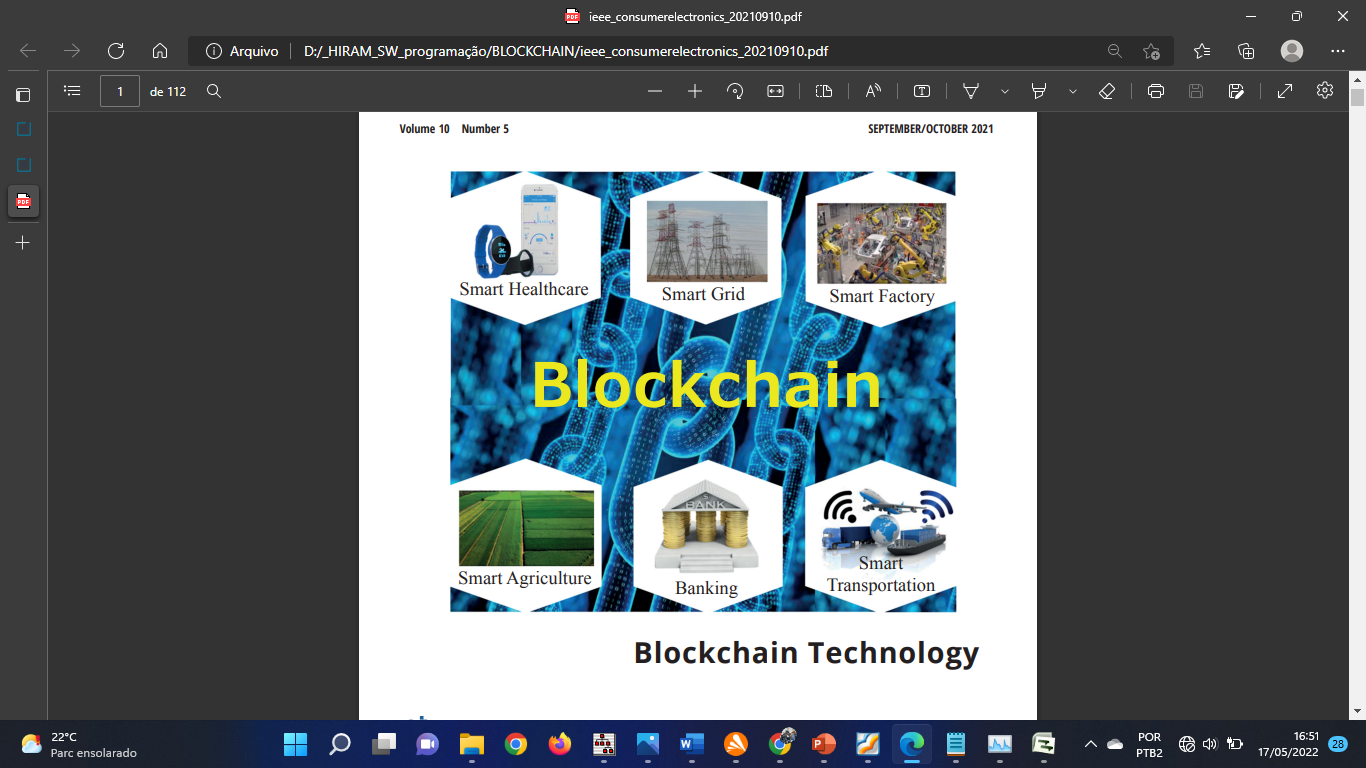 ieee_consumerelectronics_20210910.pdf
Arquivo
D:/_HIRAM_SW_programação/BLOCKCHAIN/ieee_consumerelectronics_20210910.pdf
1 de 112
Volume 10 Number 5
SEPTEMBER/OCTOBER 2021
Smart Healthcare
Smart Grid
Smart Factory
Blockchain
BANK
Smart Agriculture
Banking
Smart
Transportation
Blockchain Technology
22°C
Parc ensolarado
POR
PTB2
16:51
17/05/2022
28